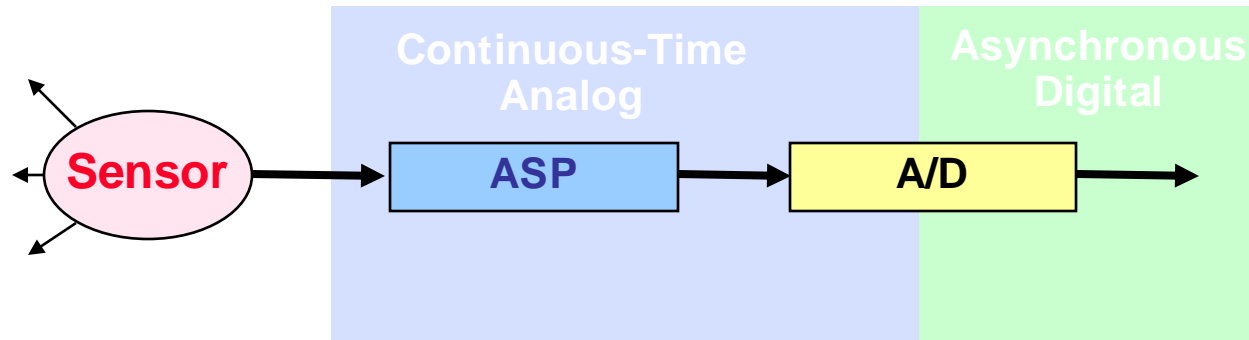 Continuous-Time
Analog
Asynchronous
Digital
Sensor
ASP
A/D